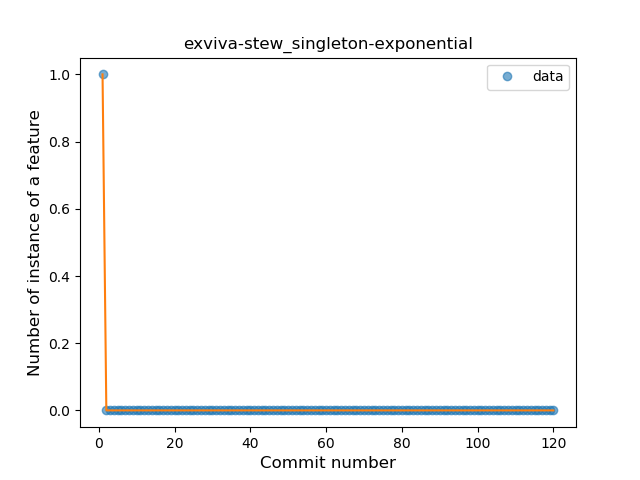 exviva-stew_singleton-exponential
data
Number of instance of a feature
1.0
0.8
0.6
0.4
0.2
0.0
0 20 40 60 80 100 120
Commit number